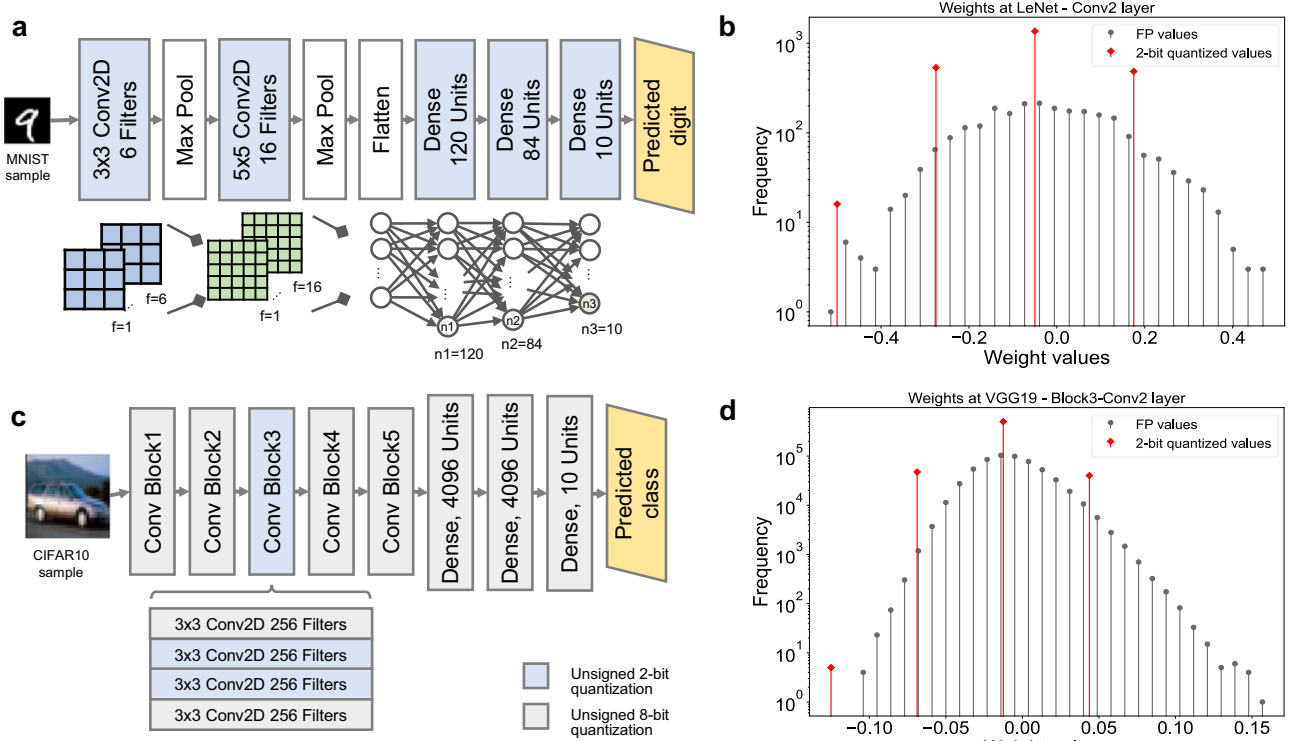 a
MNIST
sample
3x3 Conv2D
6 Filters
Max Pool
5x5 Conv2D
16 Filters
Max Pool
Flatten
Dense
120 Units
Dense
84 Units
Dense
10 Units
Predicted
digit
f=1
f=6
f=1
f=16
n1
n2
n3
n1=120
n2=84
n3=10
b
Weights at LeNet - Conv2 layer
FP values
2-bit quantized values
Frequency
10³
10²
10¹
10⁰
−0.4
−0.2
0.0
0.2
0.4
Weight values
c
CIFAR10
sample
Conv Block1
Conv Block2
Conv Block3
Conv Block4
Conv Block5
Dense, 4096 Units
Dense, 4096 Units
Dense, 10 Units
Predicted
class
3x3 Conv2D 256 Filters
3x3 Conv2D 256 Filters
3x3 Conv2D 256 Filters
3x3 Conv2D 256 Filters
Unsigned 2-bit
quantization
Unsigned 8-bit
quantization
d
Weights at VGG19 - Block3-Conv2 layer
FP values
2-bit quantized values
Frequency
10⁵
10⁴
10³
10²
10¹
10⁰
−0.10
−0.05
0.00
0.05
0.10
0.15